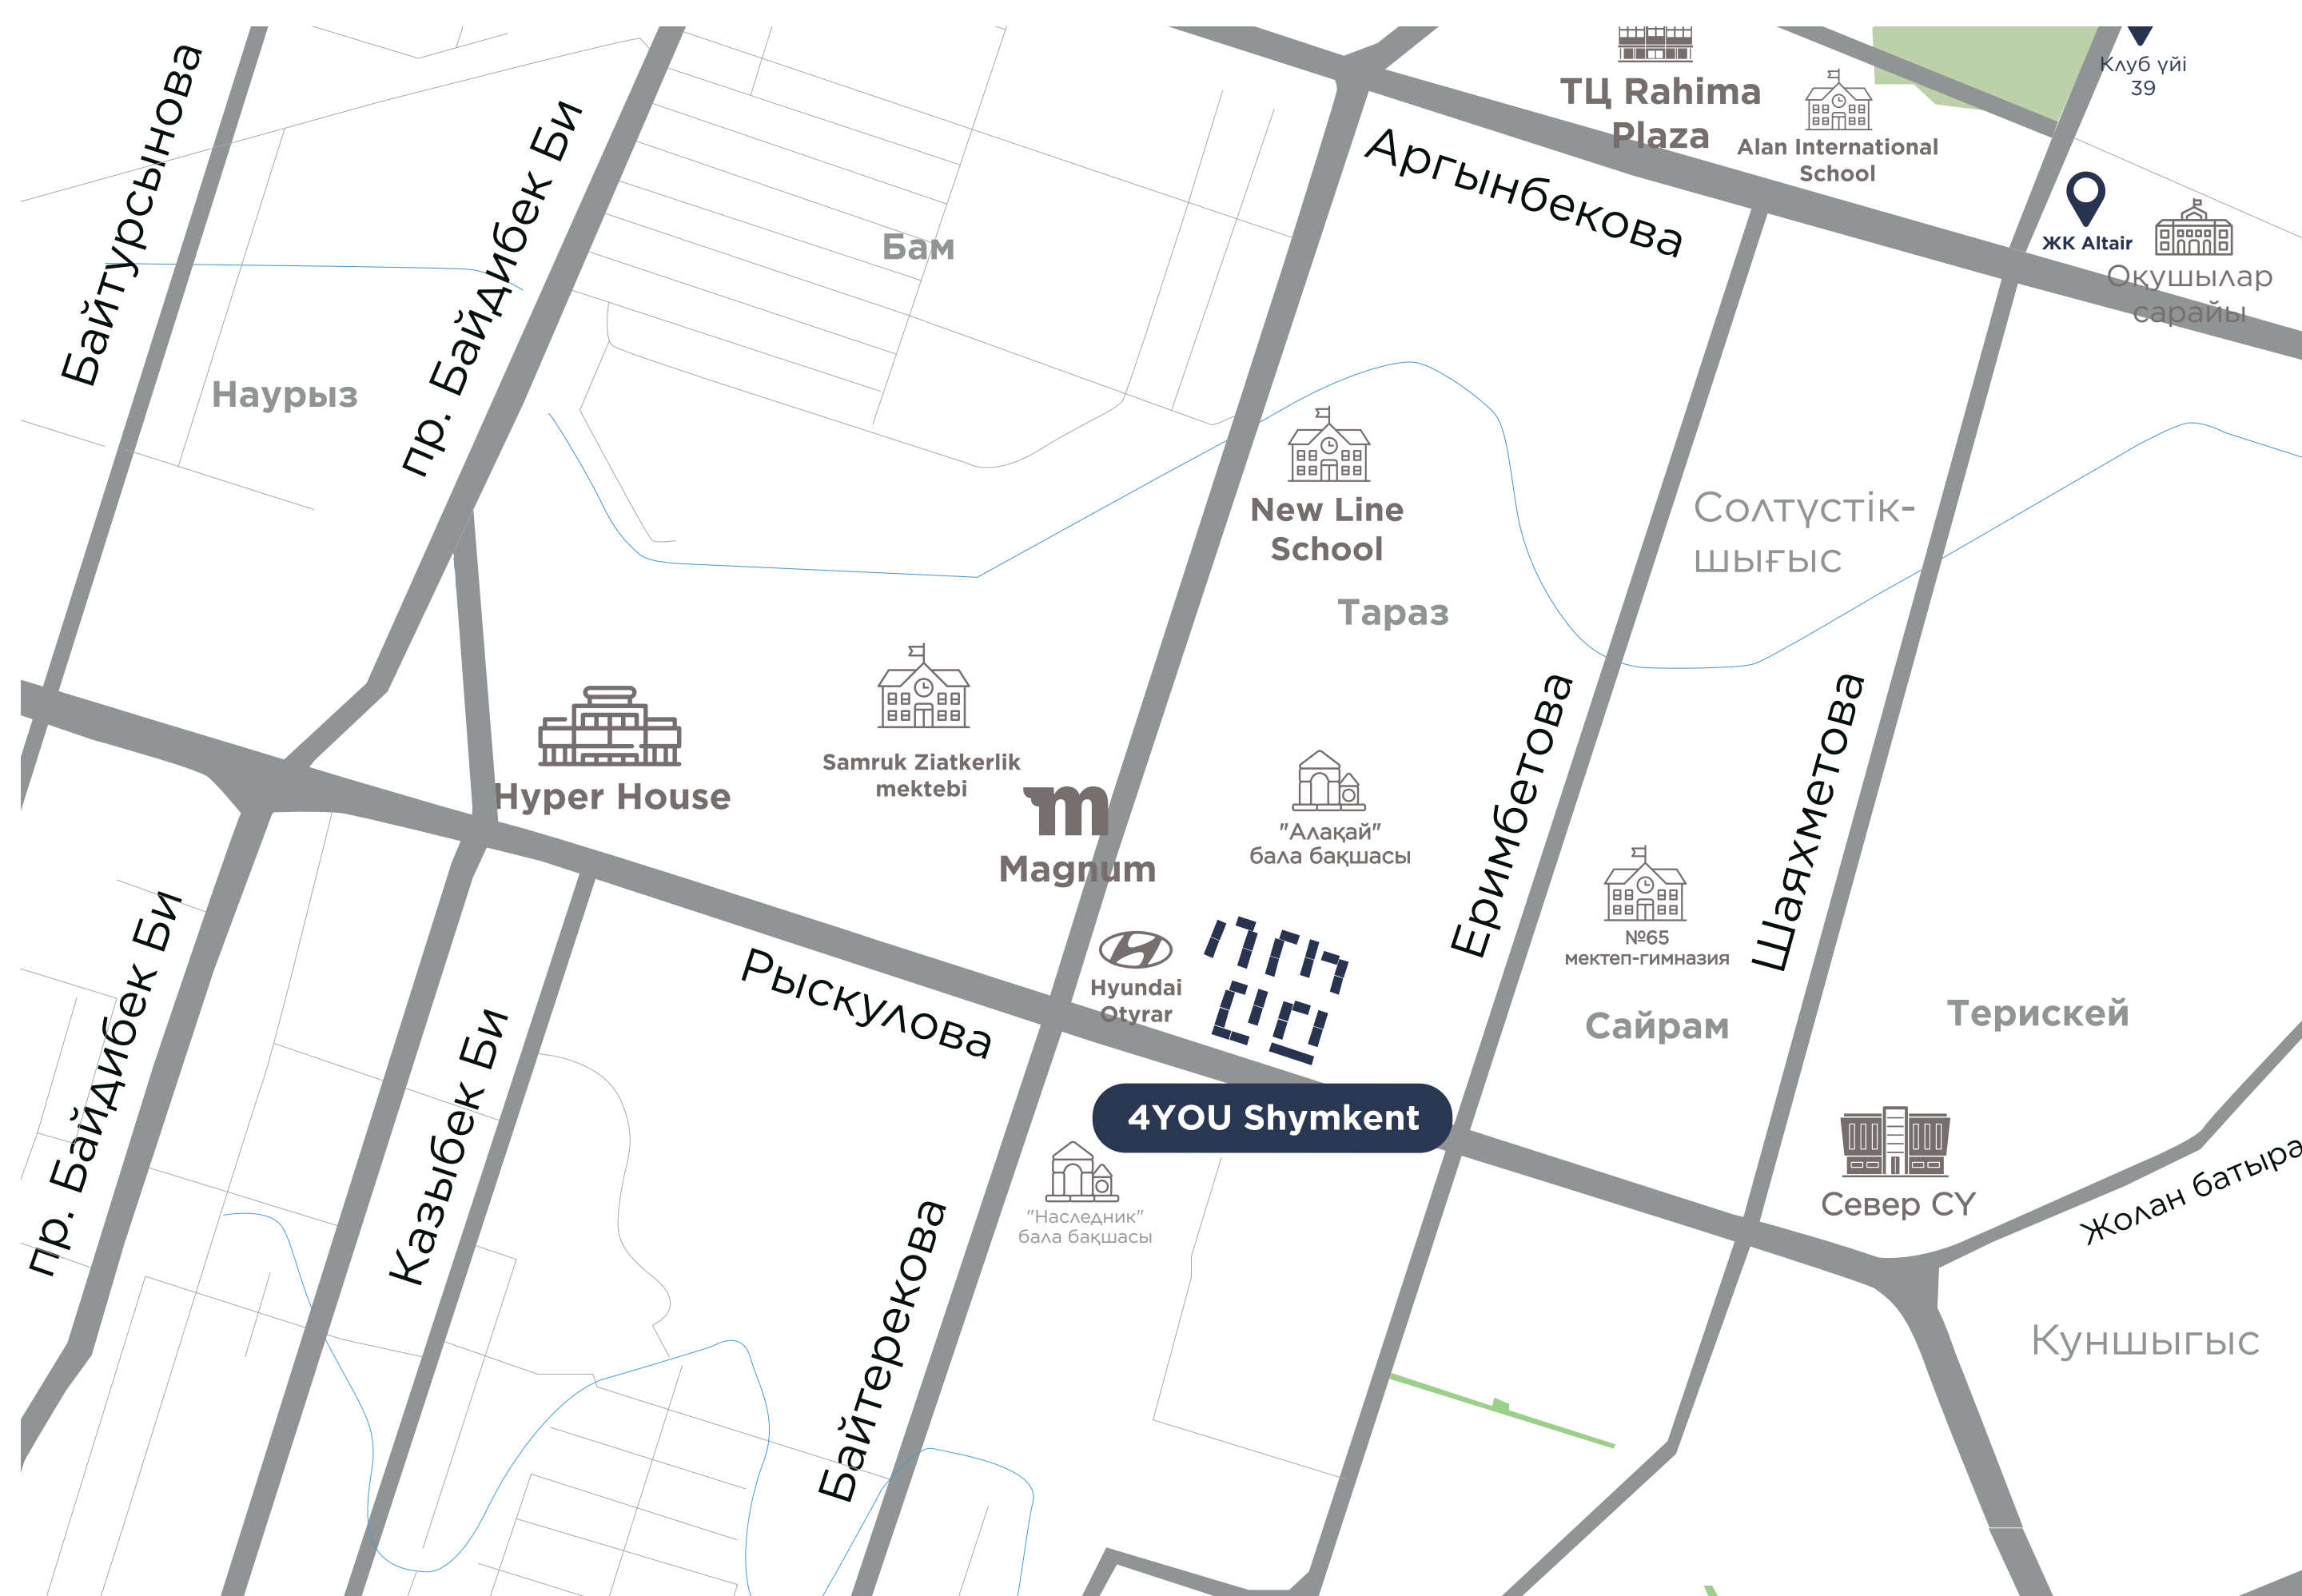 Клуб үйі
39
ТЦ Rahima
Plaza
Alan International
School
Байтурсынова
пр. Байдибек Би
Аргынбекова
Бам
ЖК Altair
Оқушылар
сарайы
Наурыз
New Line
School
Солтүстік-
шығыс
Тараз
Samruk Ziatkerlik
mektebi
Hyper House
m
Magnum
"Алақай"
бала бақшасы
Еримбетова
Шаяхметова
№65
мектеп-гимназия
пр. Байдибек Би
Рыскулова
Hyundai
Otyrar
Сайрам
Терискей
4YOU Shymkent
Казыбек Би
Север CY
Жолан батыра
"Наследник"
бала бақшасы
Байтерекова
Куншыгыс